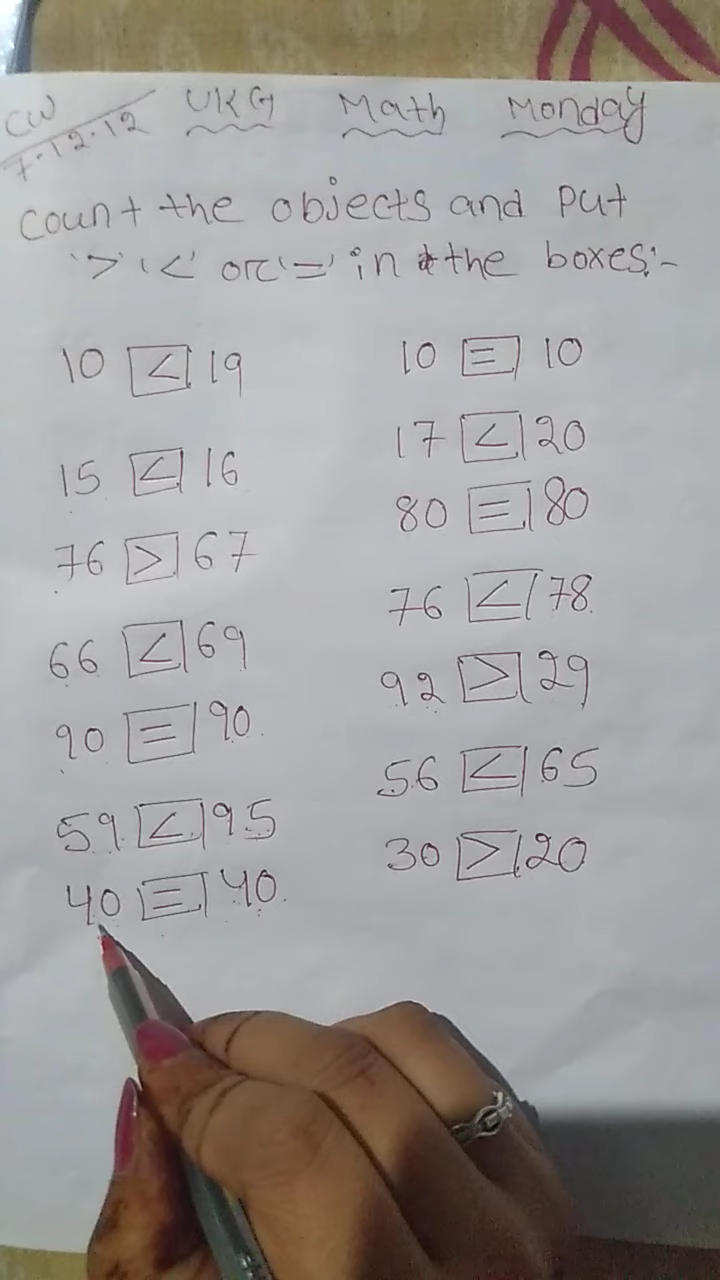 CW UKG Math Monday
7.12.12
Count the objects and put
'>' '<' or '=' in the boxes:-
10 < 19
15 < 16
76 > 67
66 < 69
90 = 90
59 < 95
40 = 40
10 = 10
17 < 20
80 = 80
76 < 78
92 > 29
56 < 65
30 > 20